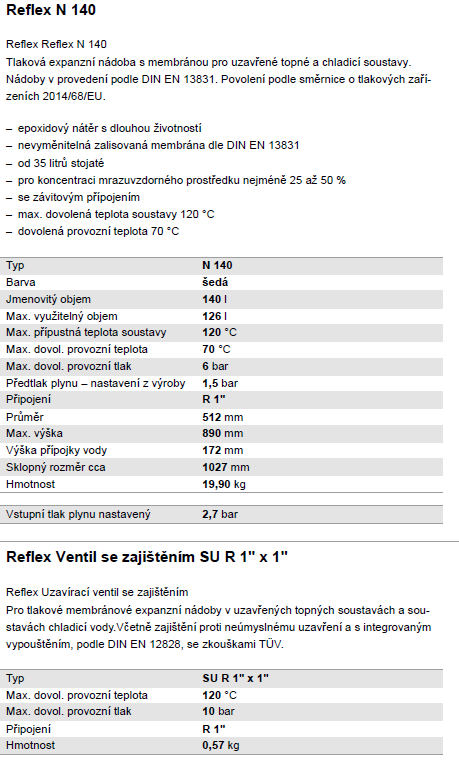 Reflex N 140
Reflex Reflex N 140
Tlaková expanzní nádoba s membránou pro uzavřené topné a chladicí soustavy.
Nádoby v provedení podle DIN EN 13831. Povolení podle směrnice o tlakových zaří-
zeních 2014/68/EU.
– epoxidový nátěr s dlouhou životností
– nevyměnitelná zalisovaná membrána dle DIN EN 13831
– od 35 litrů stojaté
– pro koncentraci mrazuvzdorného prostředku nejméně 25 až 50 %
– se závitovým připojením
– max. dovolená teplota soustavy 120 °C
– dovolená provozní teplota 70 °C
Typ N 140
Barva šedá
Jmenovitý objem 140 l
Max. využitelný objem 126 l
Max. přípustná teplota soustavy 120 °C
Max. dovol. provozní teplota 70 °C
Max. dovol. provozní tlak 6 bar
Předtlak plynu – nastavení z výroby 1,5 bar
Připojení R 1"
Průměr 512 mm
Max. výška 890 mm
Výška přípojky vody 172 mm
Sklopný rozměr cca 1027 mm
Hmotnost 19,90 kg
Vstupní tlak plynu nastavený 2,7 bar
Reflex Ventil se zajištěním SU R 1" x 1"
Reflex Uzavírací ventil se zajištěním
Pro tlakové membránové expanzní nádoby v uzavřených topných soustavách a sou-
stavách chladicí vody.Včetně zajištění proti neúmyslnému uzavření a s integrovaným
vypouštěním, podle DIN EN 12828, se zkouškami TÜV.
Typ SU R 1" x 1"
Max. dovol. provozní teplota 120 °C
Max. dovol. provozní tlak 10 bar
Připojení R 1"
Hmotnost 0,57 kg